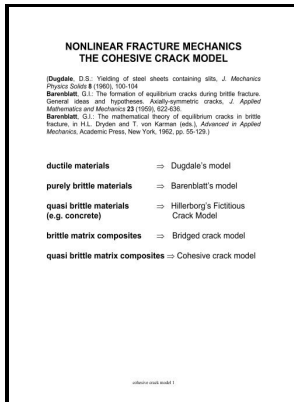 NONLINEAR FRACTURE MECHANICS
THE COHESIVE CRACK MODEL
(Dugdale, D.S.: Yielding of steel sheets containing slits, J. Mechanics
Physics Solids 8 (1960), 100-104
Barenblatt, G.I.: The formation of equilibrium cracks during brittle fracture.
General ideas and hypotheses. Axially-symmetric cracks, J. Applied
Mathematics and Mechanics 23 (1959), 622-636.
Barenblatt, G.I.: The mathematical theory of equilibrium cracks in brittle
fracture, in H.L. Dryden and T. von Karman (eds.), Advanced in Applied
Mechanics, Academic Press, New York, 1962, pp. 55-129.)
ductile materials ⇒ Dugdale's model
purely brittle materials ⇒ Barenblatt's model
quasi brittle materials ⇒ Hillerborg's Fictitious
(e.g. concrete) Crack Model
brittle matrix composites ⇒ Bridged crack model
quasi brittle matrix composites ⇒ Cohesive crack model
cohesive crack model 1